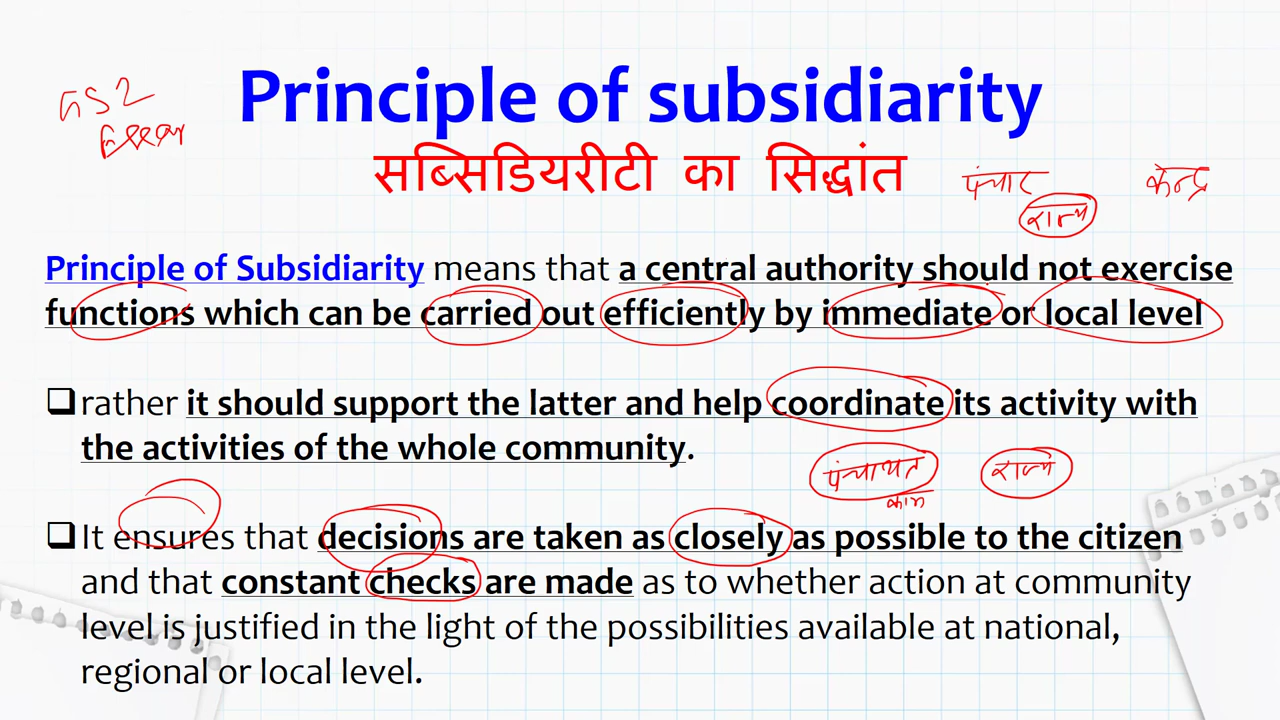 GS2
Essay
Principle of subsidiarity
सब्सिडियरीटी का सिद्धांत
पंचाट
राज्य
केन्द्र
Principle of Subsidiarity means that a central authority should not exercise
functions which can be carried out efficiently by immediate or local level
rather it should support the latter and help coordinate its activity with
the activities of the whole community.
पंचायत
काम
राज्य
It ensures that decisions are taken as closely as possible to the citizen
and that constant checks are made as to whether action at community
level is justified in the light of the possibilities available at national,
regional or local level.